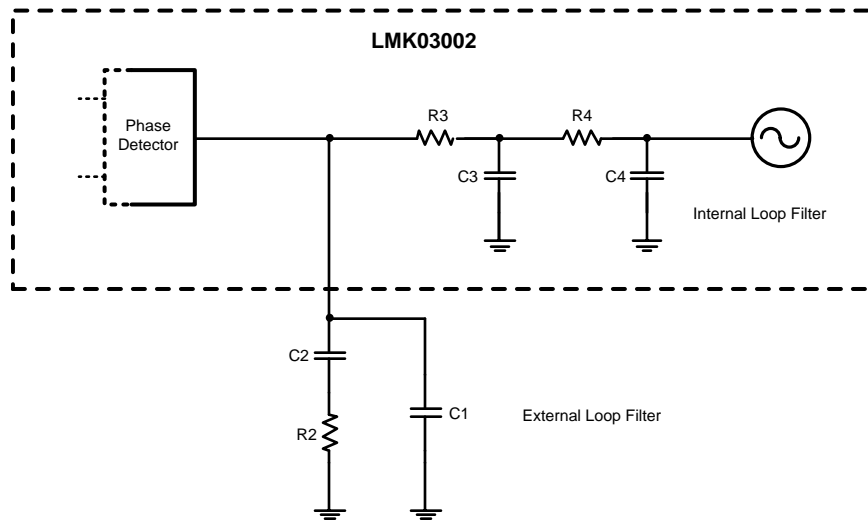 LMK03002
Phase
Detector
R3
R4
C3
C4
Internal Loop Filter
C2
C1
R2
External Loop Filter